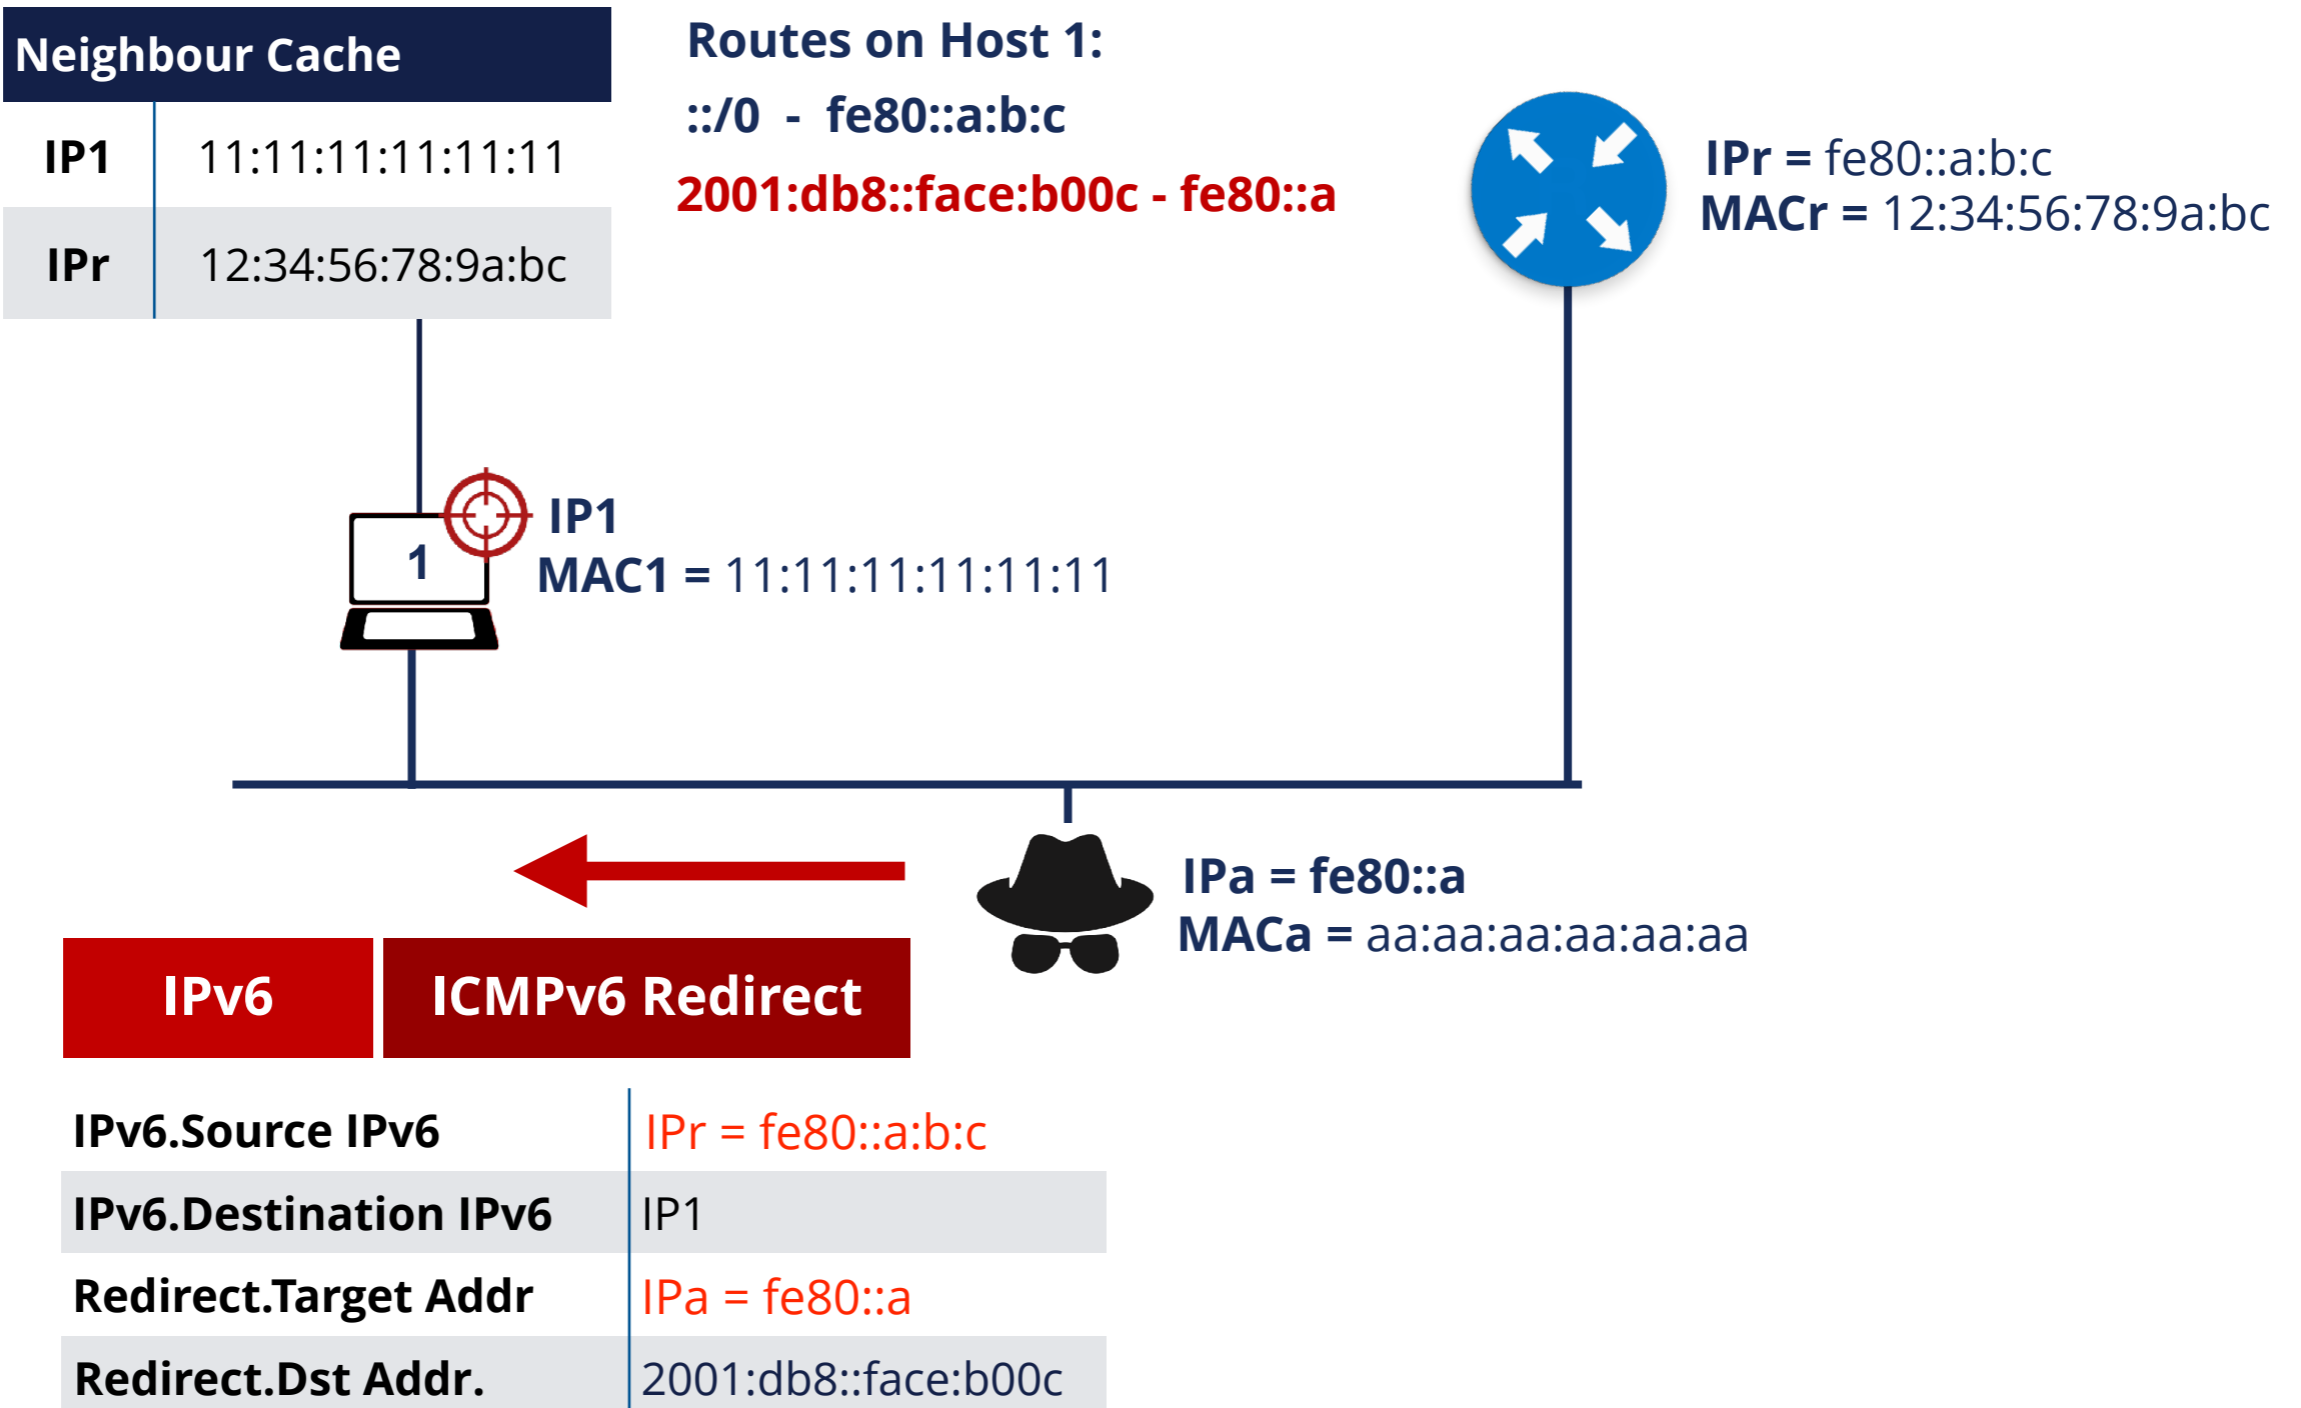 Neighbour Cache
IP1 11:11:11:11:11:11
IPr 12:34:56:78:9a:bc
Routes on Host 1:
::/0 - fe80::a:b:c
2001:db8::face:b00c - fe80::a
IPr = fe80::a:b:c
MACr = 12:34:56:78:9a:bc
1
IP1
MAC1 = 11:11:11:11:11:11
IPa = fe80::a
MACa = aa:aa:aa:aa:aa:aa
IPv6 ICMPv6 Redirect
IPv6.Source IPv6 IPr = fe80::a:b:c
IPv6.Destination IPv6 IP1
Redirect.Target Addr IPa = fe80::a
Redirect.Dst Addr. 2001:db8::face:b00c